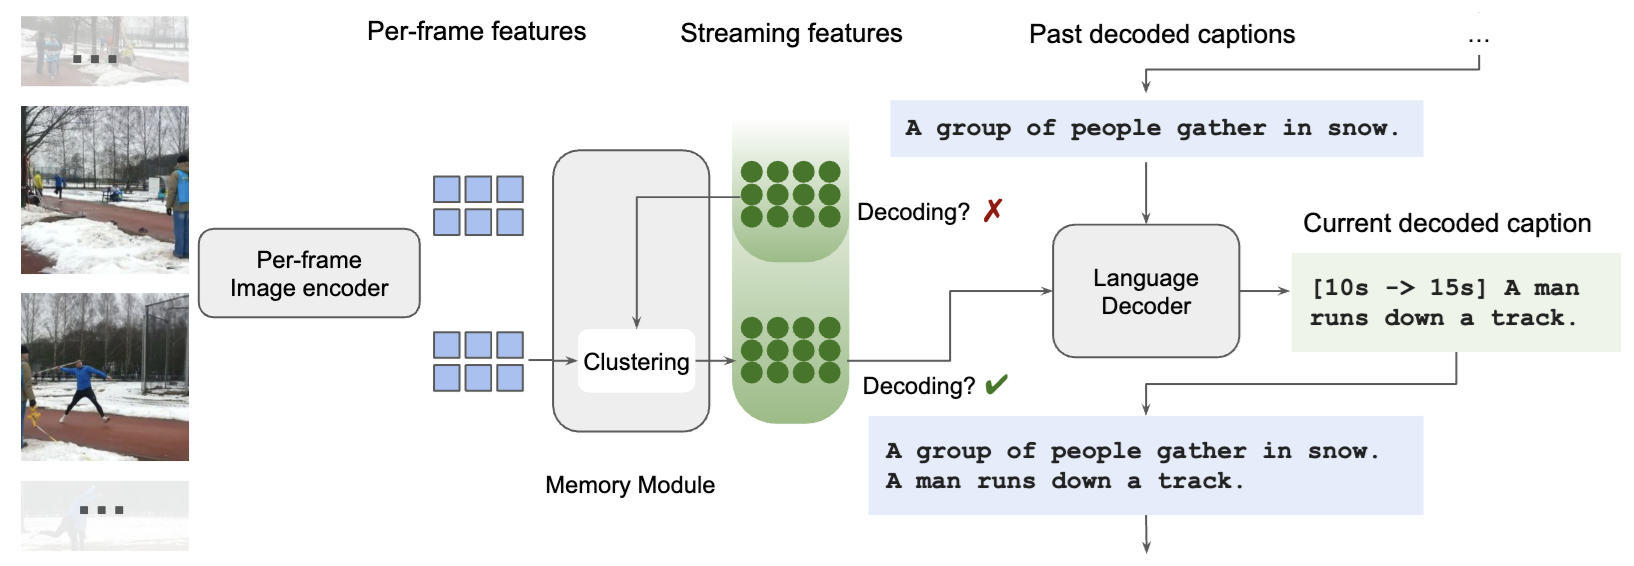 Per-frame features
Streaming features
Past decoded captions
...
A group of people gather in snow.
Decoding? ✗
Per-frame
Image encoder
Clustering
Memory Module
Decoding? ✔
Language
Decoder
Current decoded caption
[10s -> 15s] A man
runs down a track.
A group of people gather in snow.
A man runs down a track.